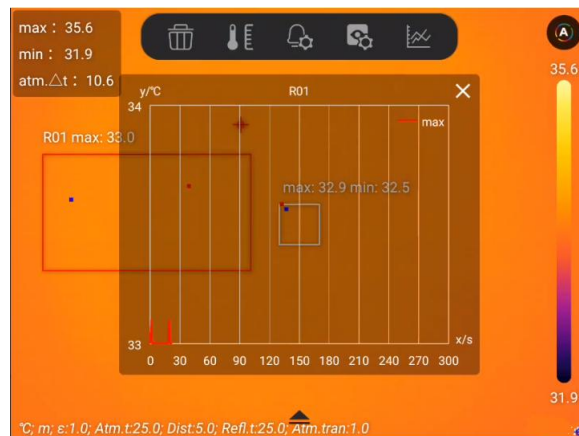 max： 35.6
min： 31.9
atm.△t： 10.6
A
35.6
y/℃
R01
34
max
R01 max: 33.0
max: 32.9 min: 32.5
33
x/s
0 30 60 90 120 150 180 210 240 270 300
31.9
℃; m; ε:1.0; Atm.t:25.0; Dist:5.0; Refl.t:25.0; Atm.tran:1.0